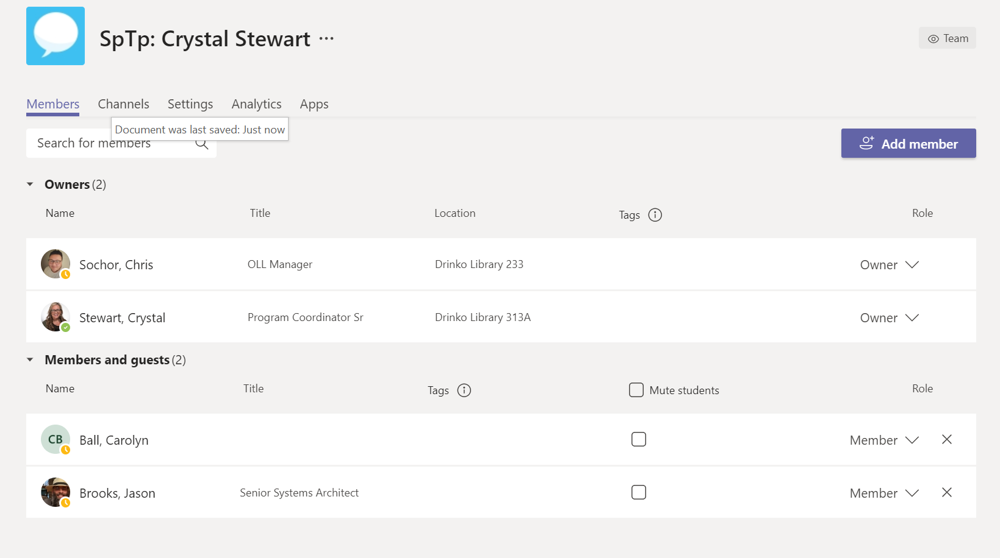 SpTp: Crystal Stewart ...
Team
Members Channels Settings Analytics Apps
Document was last saved: Just now
Search for members
Add member
Owners (2)
Name Title Location Tags Role
Sochor, Chris OLL Manager Drinko Library 233 Owner
Stewart, Crystal Program Coordinator Sr Drinko Library 313A Owner
Members and guests (2)
Name Title Tags Mute students Role
CB Ball, Carolyn Member
Brooks, Jason Senior Systems Architect Member